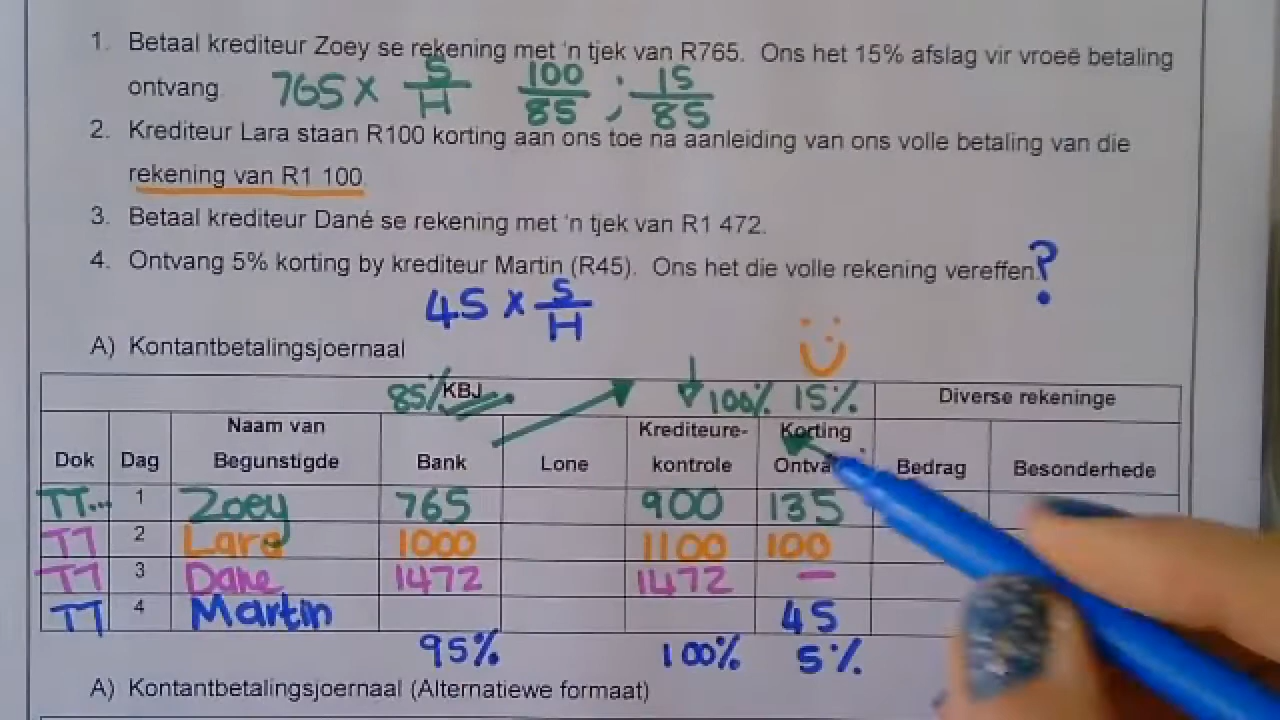 1. Betaal krediteur Zoey se rekening met 'n tjek van R765. Ons het 15% afslag vir vroeë betaling
ontvang 765 x S/H 100/85 ; 15/85
2. Krediteur Lara staan R100 korting aan ons toe na aanleiding van ons volle betaling van die
rekening van R1 100.
3. Betaal krediteur Dané se rekening met 'n tjek van R1 472.
4. Ontvang 5% korting by krediteur Martin (R45). Ons het die volle rekening vereffen. ?
45 x S/H
A) Kontantbetalingsjoernaal
85% KBJ 100% 15% Diverse rekeninge
Dok Dag Naam van Begunstigde Bank Lone Krediteure-kontrole Korting Bedrag Besonderhede
TT... 1 Zoey 765 900 135
TT 2 Lara 1000 1100 100
TT 3 Dane 1472 1472 —
TT 4 Martin 45
95% 100% 5%
A) Kontantbetalingsjoernaal (Alternatiewe formaat)